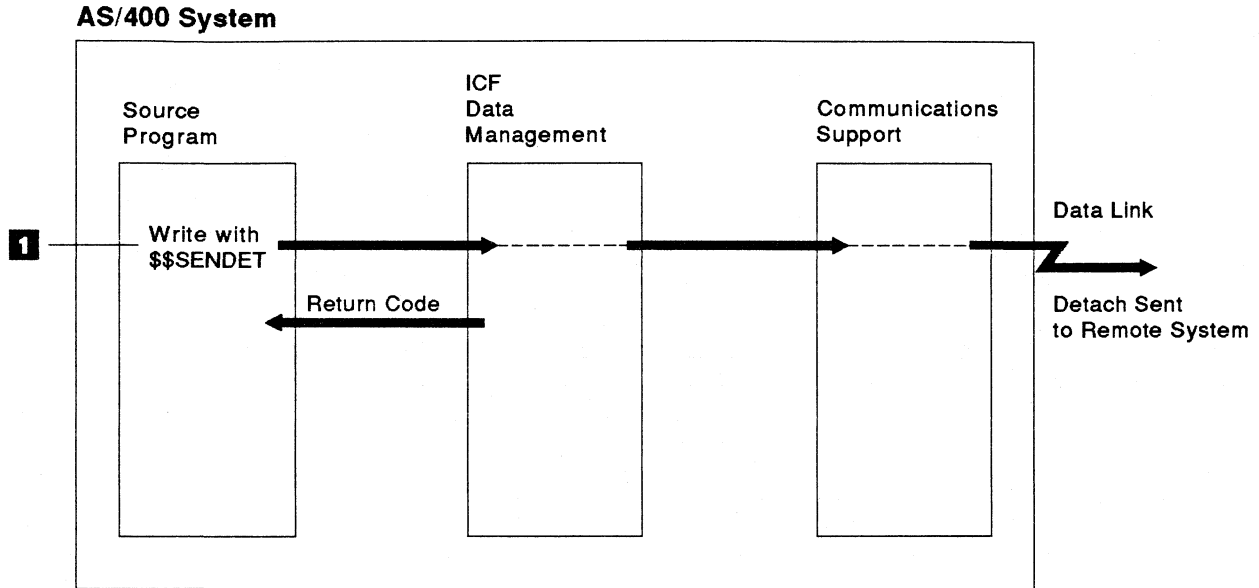 AS/400 System
Source
Program
ICF
Data
Management
Communications
Support
1
Write with
$$SENDET
Data Link
Return Code
Detach Sent
to Remote System